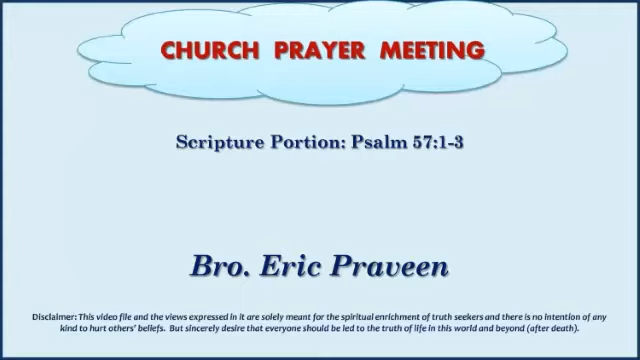 CHURCH PRAYER MEETING
Scripture Portion: Psalm 57:1-3
Bro. Eric Praveen
Disclaimer: This video file and the views expressed in it are solely meant for the spiritual enrichment of truth seekers and there is no intention of any
kind to hurt others' beliefs. But sincerely desire that everyone should be led to the truth of life in this world and beyond (after death).